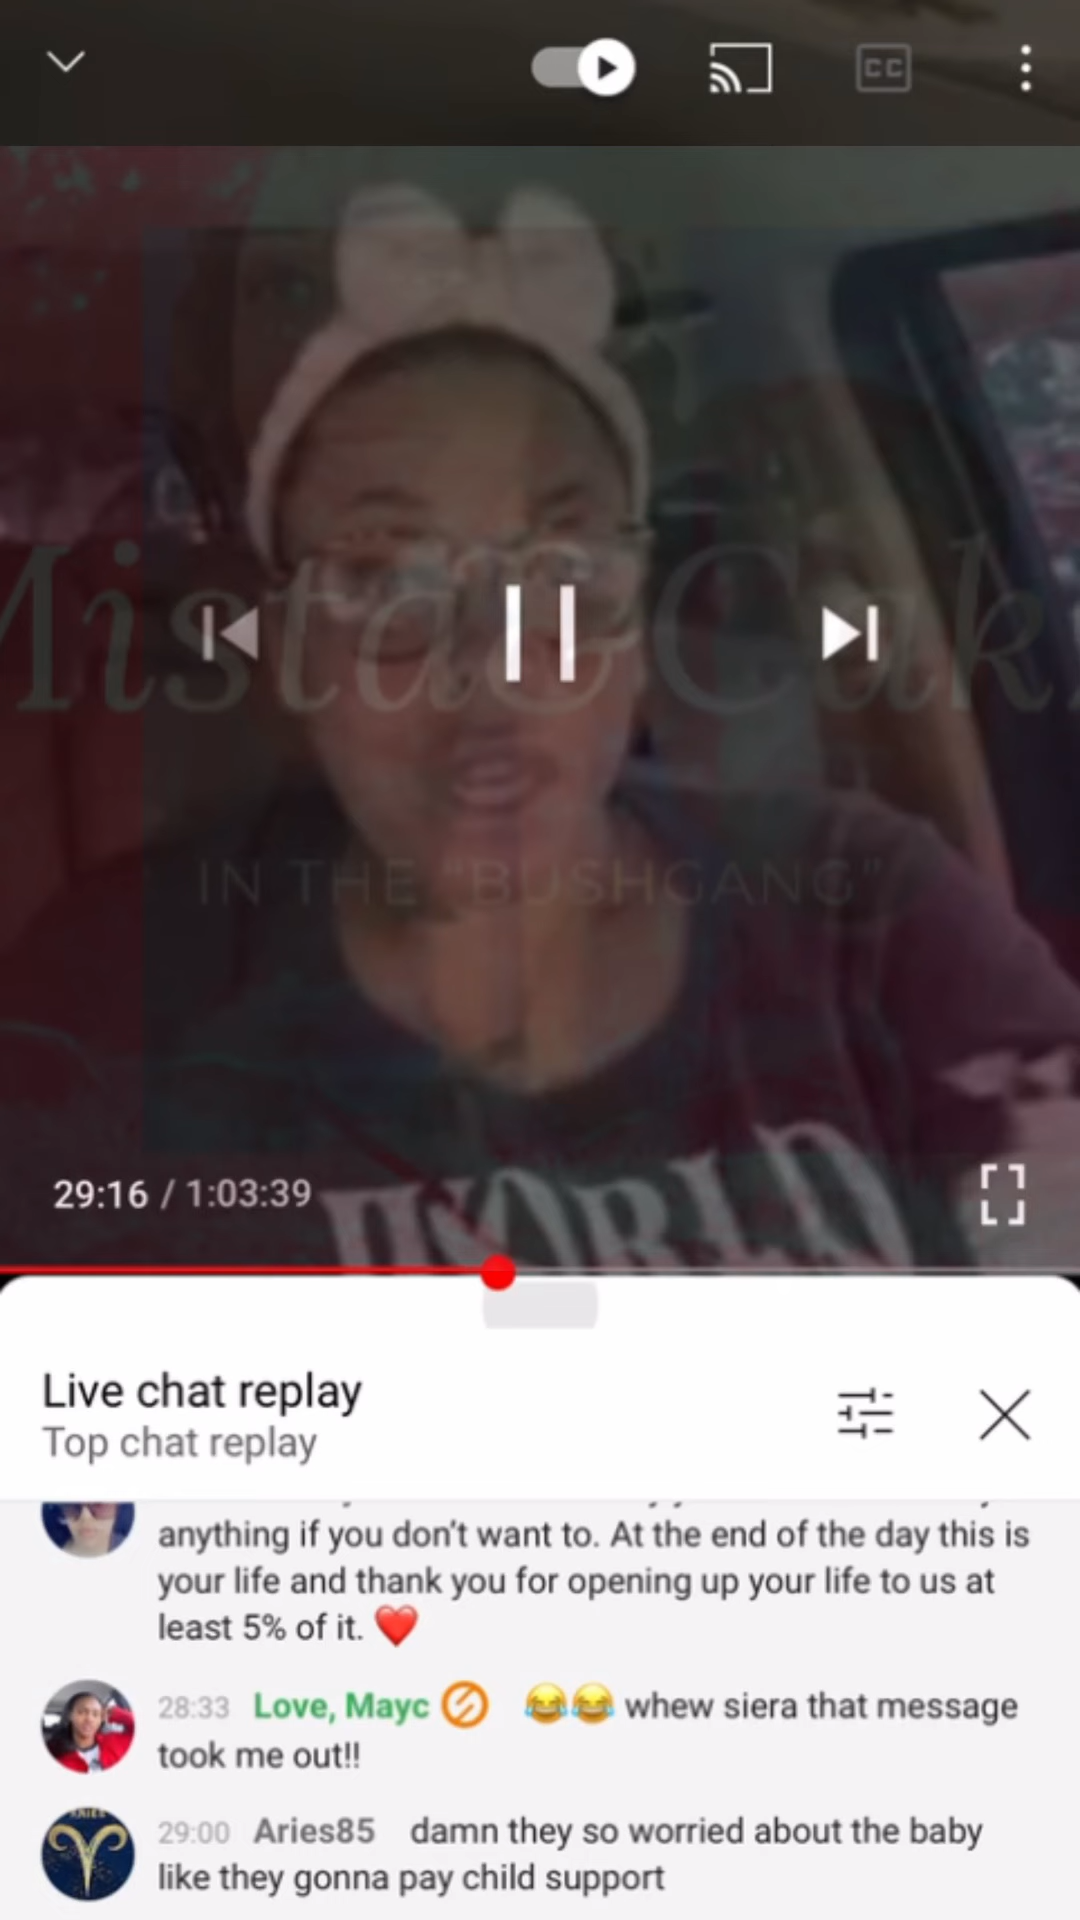 CC
IN THE "BUSHGANG"
29:16 / 1:03:39
Live chat replay
Top chat replay
anything if you don't want to. At the end of the day this is
your life and thank you for opening up your life to us at
least 5% of it. ❤️
28:33 Love, Mayc 😂😂 whew siera that message
took me out!!
29:00 Aries85 damn they so worried about the baby
like they gonna pay child support